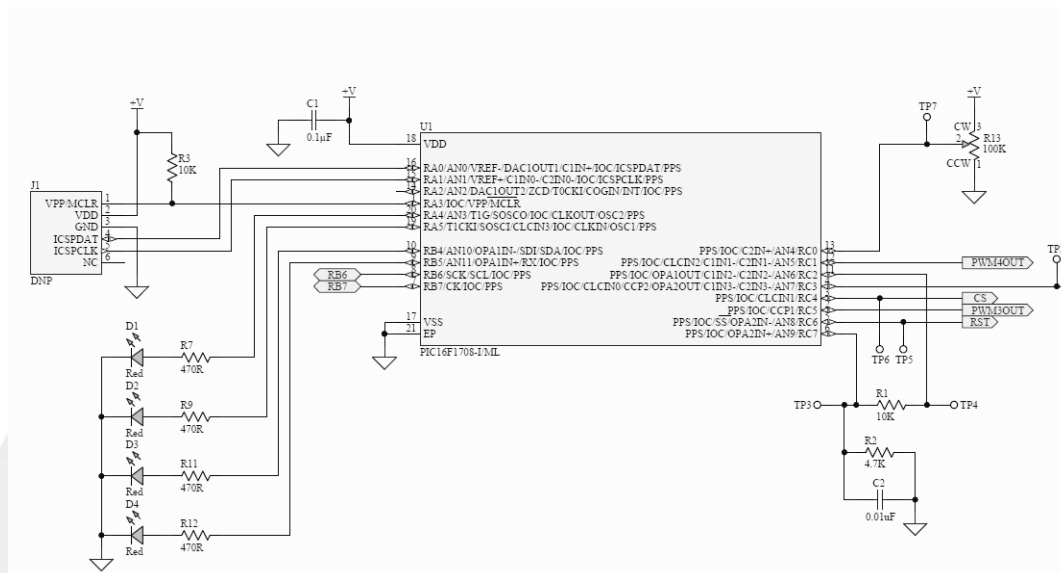 +V
R3
10K
J1
VPP/MCLR 1
VDD 2
GND 3
ICSPDAT 4
ICSPCLK 5
NC 6
DNP
+V
C1
0.1µF
U1
18 VDD
16 RA0/AN0/VREF-/DAC1OUT1/C1IN+/IOC/ICSPDAT/PPS
15 RA1/AN1/VREF+/C1IN0-/C2IN0-/IOC/ICSPCLK/PPS
14 RA2/AN2/DAC1OUT2/ZCD/T0CKI/COGIN/INT/IOC/PPS
RA3/IOC/VPP/MCLR
20 RA4/AN3/T1G/SOSCO/IOC/CLKOUT/OSC2/PPS
19 RA5/T1CKI/SOSCI/CLCIN3/IOC/CLKIN/OSC1/PPS
10 RB4/AN10/OPA1IN-/SDI/SDA/IOC/PPS
9 RB5/AN11/OPA1IN+/RX/IOC/PPS
RB6
8 RB6/SCK/SCL/IOC/PPS
RB7
RB7/CK/IOC/PPS
17 VSS
21 EP
PIC16F1708-I/ML
PPS/IOC/C2IN+/AN4/RC0 13
PPS/IOC/CLCIN2/C1IN1-/C2IN1-/AN5/RC1
PPS/IOC/OPA1OUT/C1IN2-/C2IN2-/AN6/RC2
PPS/IOC/CLCIN0/CCP2/OPA2OUT/C1IN3-/C2IN3-/AN7/RC3
PPS/IOC/CLCIN1/RC4
PPS/IOC/CCP1/RC5
PPS/IOC/SS/OPA2IN-/AN8/RC6
PPS/IOC/OPA2IN+/AN9/RC7
TP7
+V
CW 3
2
R13
100K
CCW 1
PWM4OUT
CS
PWM3OUT
RST
TP6
TP5
TP3
R1
10K
TP4
R2
4.7K
C2
0.01uF
D1
Red
R7
470R
D2
Red
R9
470R
D3
Red
R11
470R
D4
Red
R12
470R